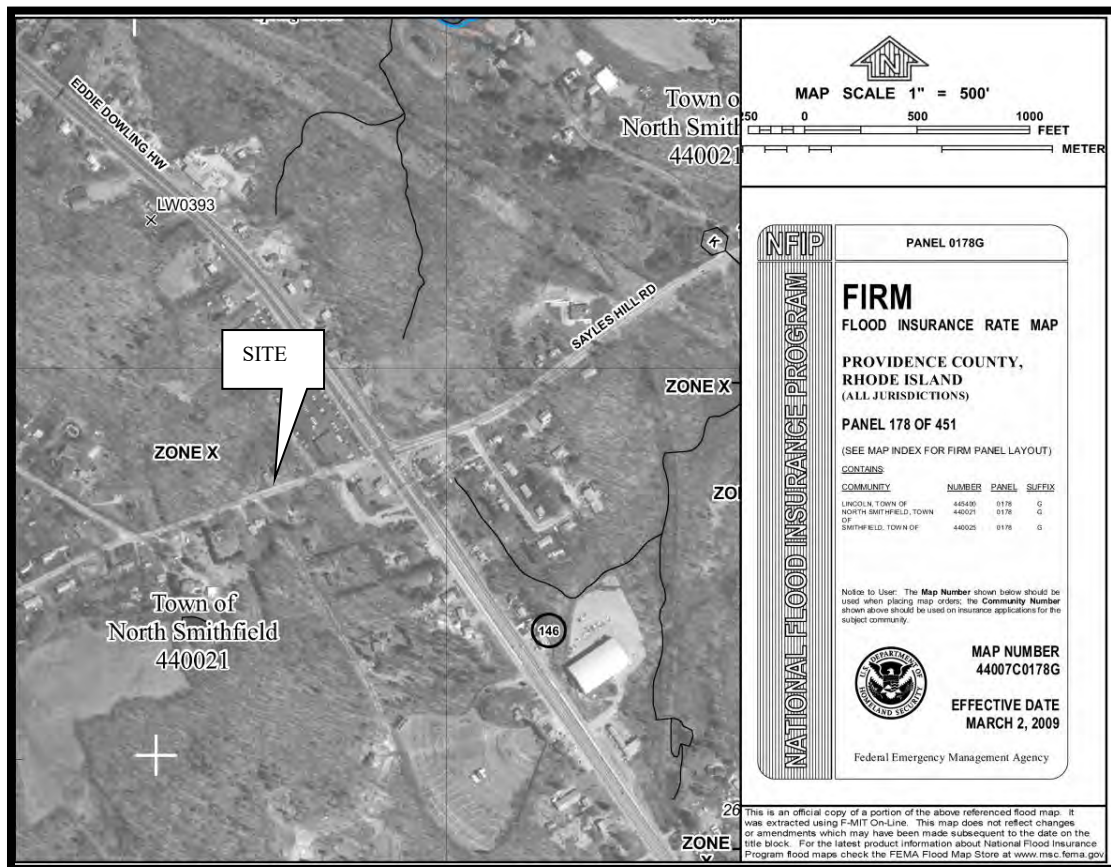 EDDIE DOWLING HW
LW0393
Town o
North Smith
440021
K
SAYLES HILL RD
SITE
ZONE X
ZONE X
ZO
Town of
North Smithfield
440021
146
26
ZONE
X
N
MAP SCALE 1" = 500'
250 0 500 1000
FEET
METER
NFIP
NATIONAL FLOOD INSURANCE PROGRAM
PANEL 0178G
FIRM
FLOOD INSURANCE RATE MAP
PROVIDENCE COUNTY,
RHODE ISLAND
(ALL JURISDICTIONS)
PANEL 178 OF 451
(SEE MAP INDEX FOR FIRM PANEL LAYOUT)
CONTAINS:
COMMUNITY NUMBER PANEL SUFFIX
LINCOLN, TOWN OF 445400 0178 G
NORTH SMITHFIELD, TOWN 440021 0178 G
OF
SMITHFIELD, TOWN OF 440025 0178 G
Notice to User: The Map Number shown below should be
used when placing map orders; the Community Number
shown above should be used on insurance applications for the
subject community.
U.S. DEPARTMENT OF HOMELAND SECURITY
MAP NUMBER
44007C0178G
EFFECTIVE DATE
MARCH 2, 2009
Federal Emergency Management Agency
This is an official copy of a portion of the above referenced flood map. It
was extracted using F-MIT On-Line. This map does not reflect changes
or amendments which may have been made subsequent to the date on the
title block. For the latest product information about National Flood Insurance
Program flood maps check the FEMA Flood Map Store at www.msc.fema.gov